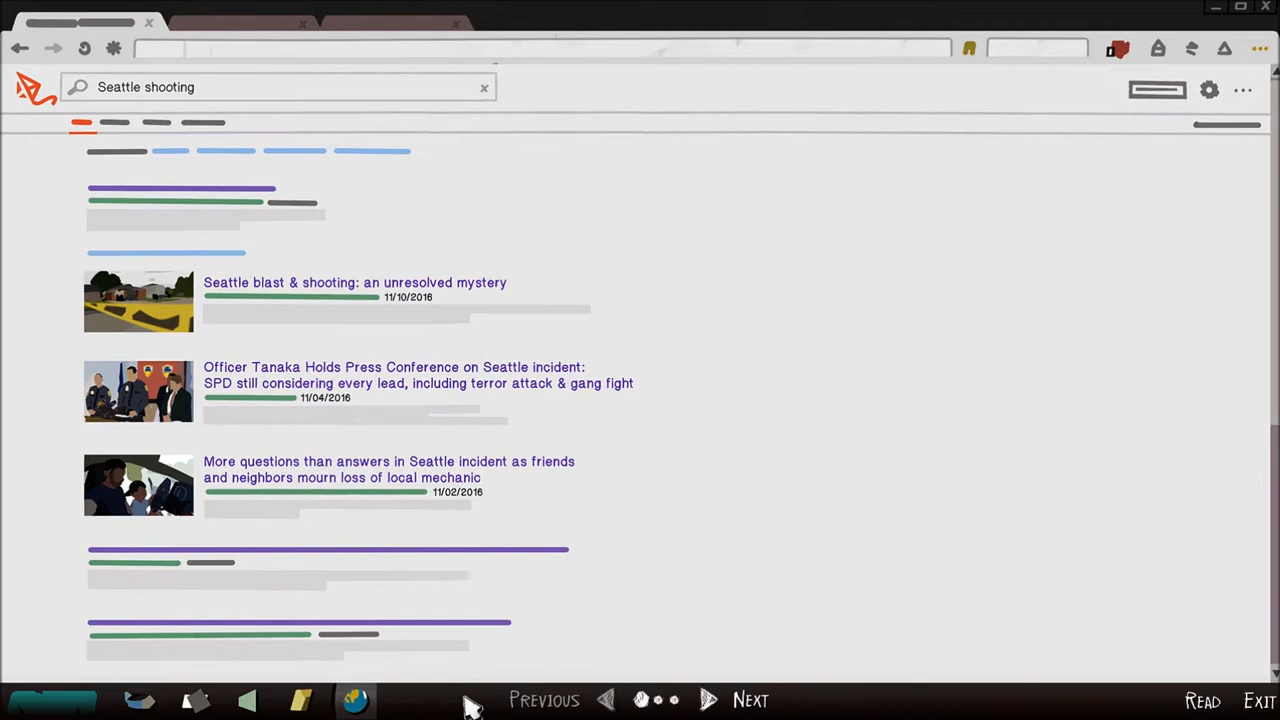 Seattle shooting
Seattle blast & shooting: an unresolved mystery
11/10/2016
Officer Tanaka Holds Press Conference on Seattle incident:
SPD still considering every lead, including terror attack & gang fight
11/04/2016
More questions than answers in Seattle incident as friends
and neighbors mourn loss of local mechanic
11/02/2016
PREVIOUS NEXT READ EXIT